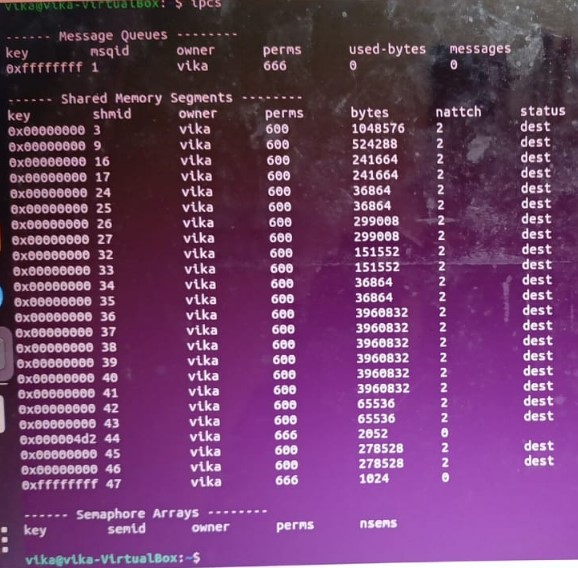 vika@vika-VirtualBox: $ ipcs
------ Message Queues --------
key msqid owner perms used-bytes messages
0xffffffff 1 vika 666 0 0
------ Shared Memory Segments --------
key shmid owner perms bytes nattch status
0x00000000 3 vika 600 1048576 2 dest
0x00000000 9 vika 600 524288 2 dest
0x00000000 16 vika 600 241664 2 dest
0x00000000 17 vika 600 241664 2 dest
0x00000000 24 vika 600 36864 2 dest
0x00000000 25 vika 600 36864 2 dest
0x00000000 26 vika 600 299008 2 dest
0x00000000 27 vika 600 299008 2 dest
0x00000000 32 vika 600 151552 2 dest
0x00000000 33 vika 600 151552 2 dest
0x00000000 34 vika 600 36864 2 dest
0x00000000 35 vika 600 36864 2 dest
0x00000000 36 vika 600 3960832 2 dest
0x00000000 37 vika 600 3960832 2 dest
0x00000000 38 vika 600 3960832 2 dest
0x00000000 39 vika 600 3960832 2 dest
0x00000000 40 vika 600 3960832 2 dest
0x00000000 41 vika 600 3960832 2 dest
0x00000000 42 vika 600 65536 2 dest
0x00000000 43 vika 600 65536 2 dest
0x000004d2 44 vika 666 2052 0
0x00000000 45 vika 600 278528 2 dest
0x00000000 46 vika 600 278528 2 dest
0xffffffff 47 vika 666 1024 0
------ Semaphore Arrays --------
key semid owner perms nsems
vika@vika-VirtualBox:~$